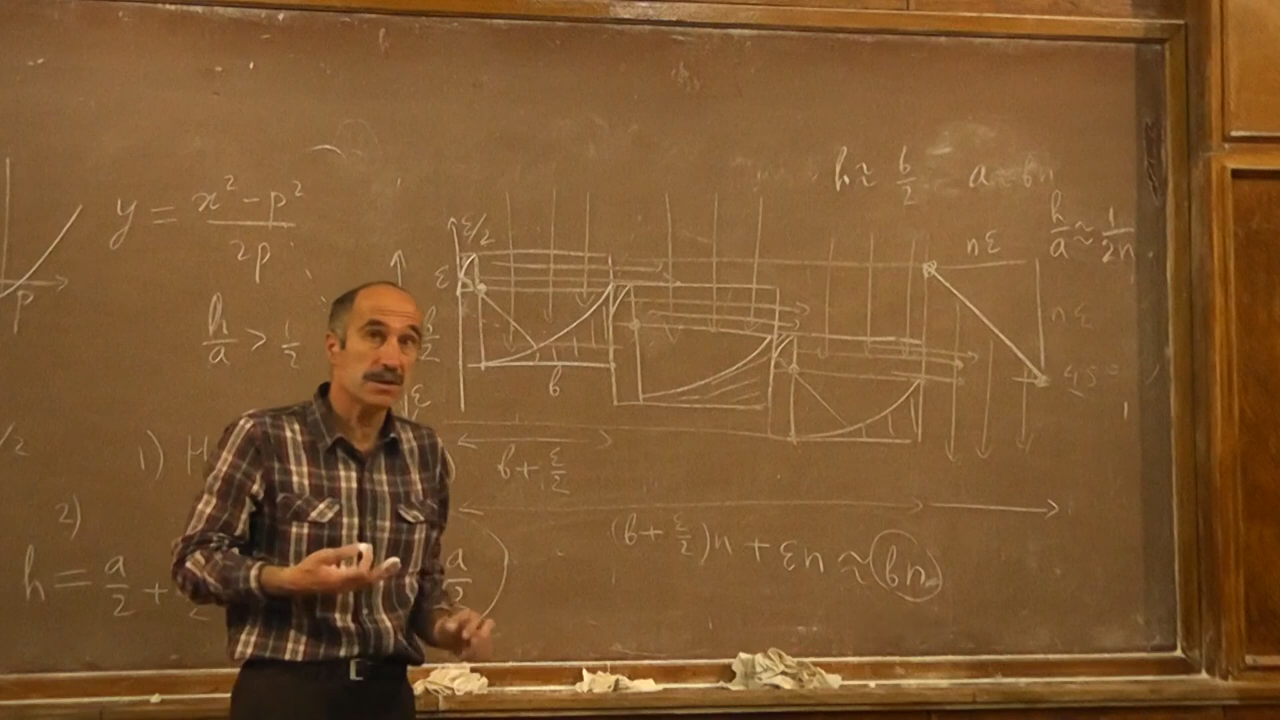 y = (x² − p²) / 2p
p
h/a > 1/2
1)
2)
h = a/2 +
a/2 )
ε/2
ε
ε
b
b + ε/2
(b + ε/2)n + εn ≈ bn
h ≈ b/2
a ≈ bn
h/a ≈ 1/2n
nε
nε
45°